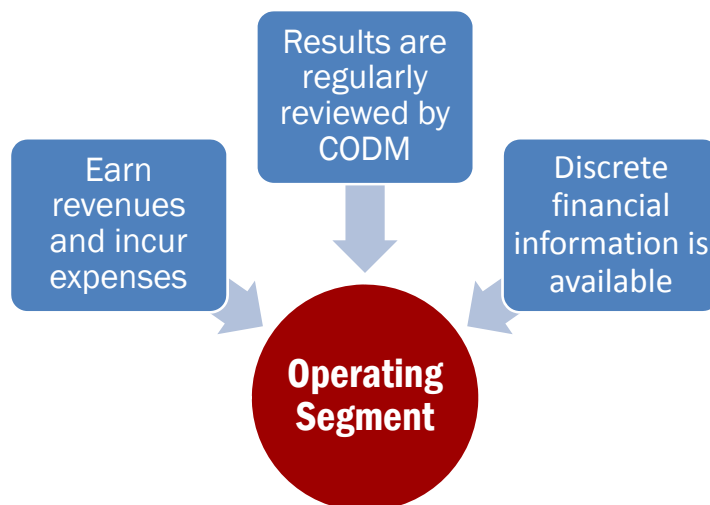 Results are
regularly
reviewed by
CODM
Earn
revenues
and incur
expenses
Discrete
financial
information is
available
Operating
Segment